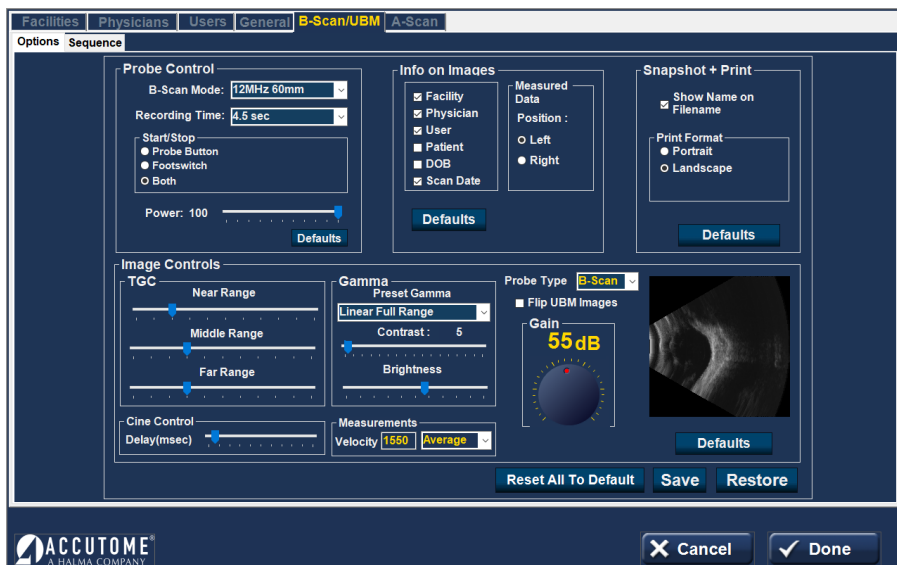 Facilities Physicians Users General B-Scan/UBM A-Scan
Options Sequence
Probe Control
B-Scan Mode: 12MHz 60mm
Recording Time: 4.5 sec
Start/Stop
Probe Button
Footswitch
Both
Power: 100
Defaults
Info on Images
Facility
Physician
User
Patient
DOB
Scan Date
Measured
Data
Position :
Left
Right
Defaults
Snapshot + Print
Show Name on
Filename
Print Format
Portrait
Landscape
Defaults
Image Controls
TGC
Near Range
Middle Range
Far Range
Gamma
Preset Gamma
Linear Full Range
Contrast : 5
Brightness
Probe Type B-Scan
Flip UBM Images
Gain
55 dB
Cine Control
Delay(msec)
Measurements
Velocity 1550 Average
Defaults
Reset All To Default Save Restore
ACCUTOME®
A HALMA COMPANY
Cancel Done